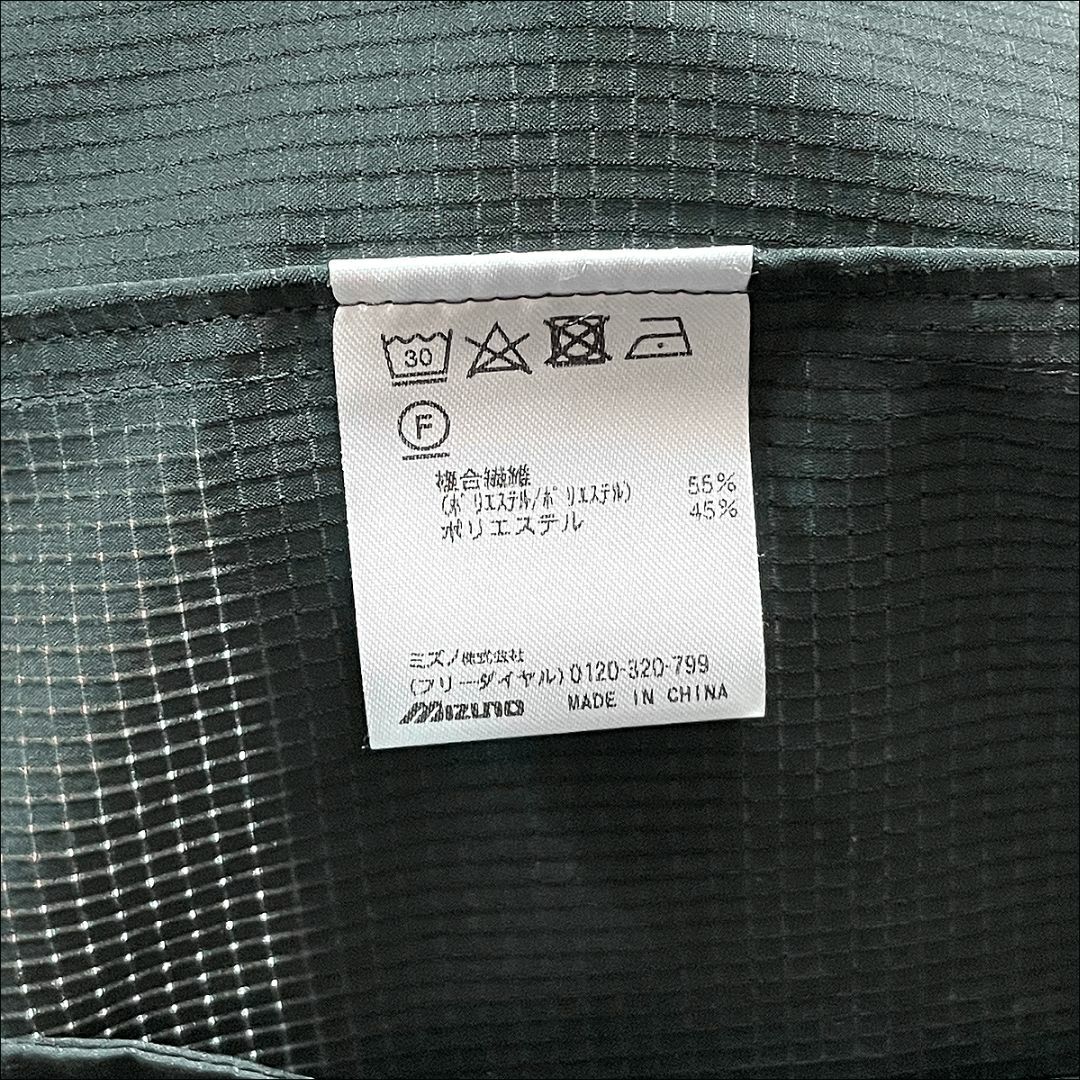 30
F
複合繊維
(ポリエステル/ポリエステル) 55%
ポリエステル 45%
ミズノ株式会社
(フリーダイヤル) 0120-320-799
MIZUNO MADE IN CHINA